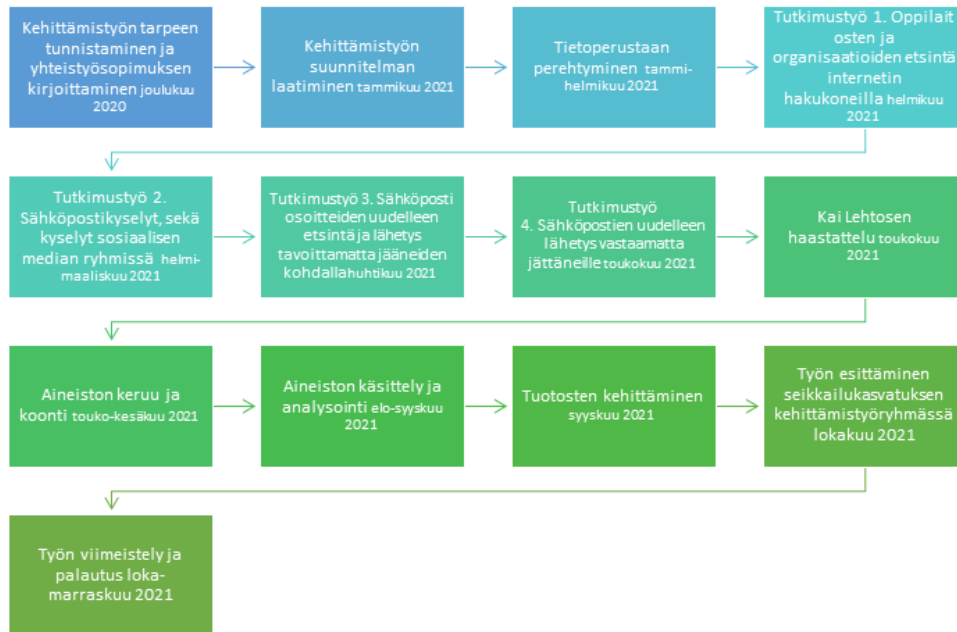 Kehittämistyön tarpeen
tunnistaminen ja
yhteistyösopimuksen
kirjoittaminen joulukuu
2020
Kehittämistyön
suunnitelman
laatiminen tammikuu 2021
Tietoperustaan
perehtyminen tammi-
helmikuu 2021
Tutkimustyö 1. Oppilait
osten ja
organisaatioiden etsintä
internetin
hakukoneilla helmikuu
2021
Tutkimustyö 2.
Sähköpostikyselyt, sekä
kyselyt sosiaalisen
median ryhmissä helmi-
maaliskuu 2021
Tutkimustyö 3. Sähköposti
osoitteiden uudelleen
etsintä ja lähetys
tavoittamatta jääneiden
kohdallahuhtikuu 2021
Tutkimustyö
4. Sähköpostien uudelleen
lähetys vastaamatta
jättäneille toukokuu 2021
Kai Lehtosen
haastattelu toukokuu
2021
Aineiston keruu ja
koonti touko-kesäkuu 2021
Aineiston käsittely ja
analysointi elo-syyskuu
2021
Tuotosten kehittäminen
syyskuu 2021
Työn esittäminen
seikkailukasvatuksen
kehittämistyöryhmässä
lokakuu 2021
Työn viimeistely ja
palautus loka-
marraskuu 2021